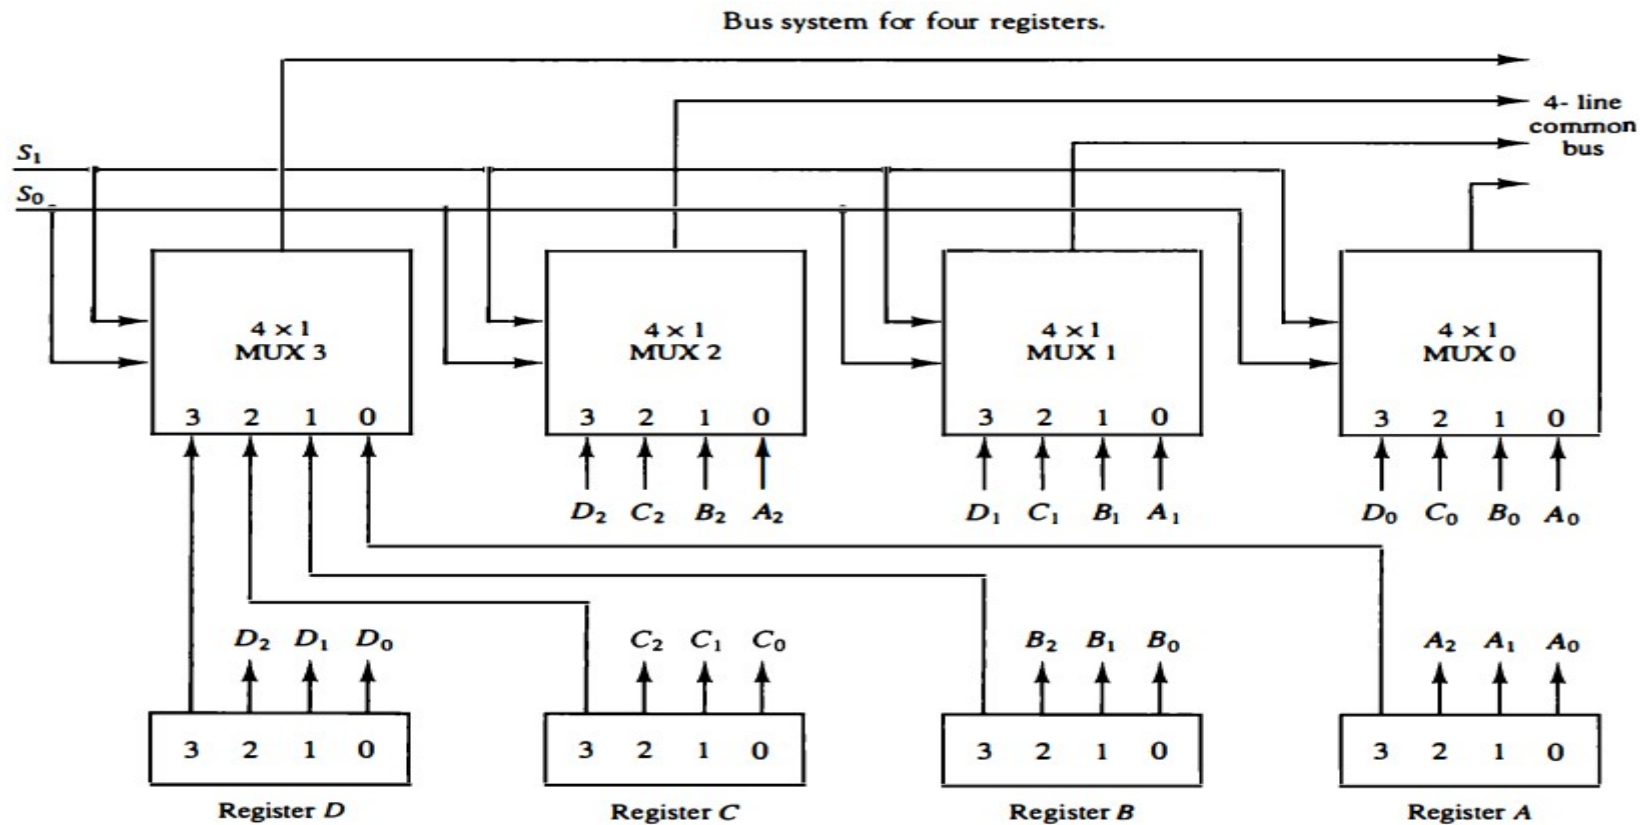 Bus system for four registers.
4- line
common
bus
S₁
S₀
4 × 1
MUX 3
3 2 1 0
4 × 1
MUX 2
3 2 1 0
4 × 1
MUX 1
3 2 1 0
4 × 1
MUX 0
3 2 1 0
D₂ C₂ B₂ A₂
D₁ C₁ B₁ A₁
D₀ C₀ B₀ A₀
D₂ D₁ D₀
C₂ C₁ C₀
B₂ B₁ B₀
A₂ A₁ A₀
3 2 1 0
3 2 1 0
3 2 1 0
3 2 1 0
Register D
Register C
Register B
Register A